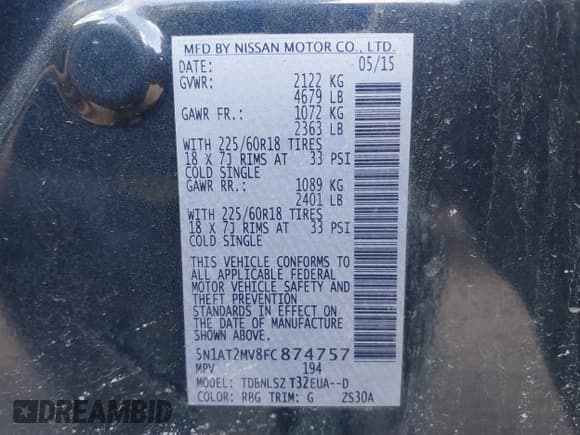 MFD BY NISSAN MOTOR CO., LTD.
DATE: 05/15
GVWR: 2122 KG
4679 LB
GAWR FR.: 1072 KG
2363 LB
WITH 225/60R18 TIRES
18 X 7J RIMS AT 33 PSI
COLD SINGLE
GAWR RR.: 1089 KG
2401 LB
WITH 225/60R18 TIRES
18 X 7J RIMS AT 33 PSI
COLD SINGLE
THIS VEHICLE CONFORMS TO
ALL APPLICABLE FEDERAL
MOTOR VEHICLE SAFETY AND
THEFT PREVENTION
STANDARDS IN EFFECT ON
THE DATE OF MANUFACTURE
SHOWN ABOVE.
5N1AT2MV8FC874757
MPV 194
MODEL: TDBNLSZ T32EUA--D
COLOR: RBG TRIM: G ZS30A
POWERED BY BIDHISTORY